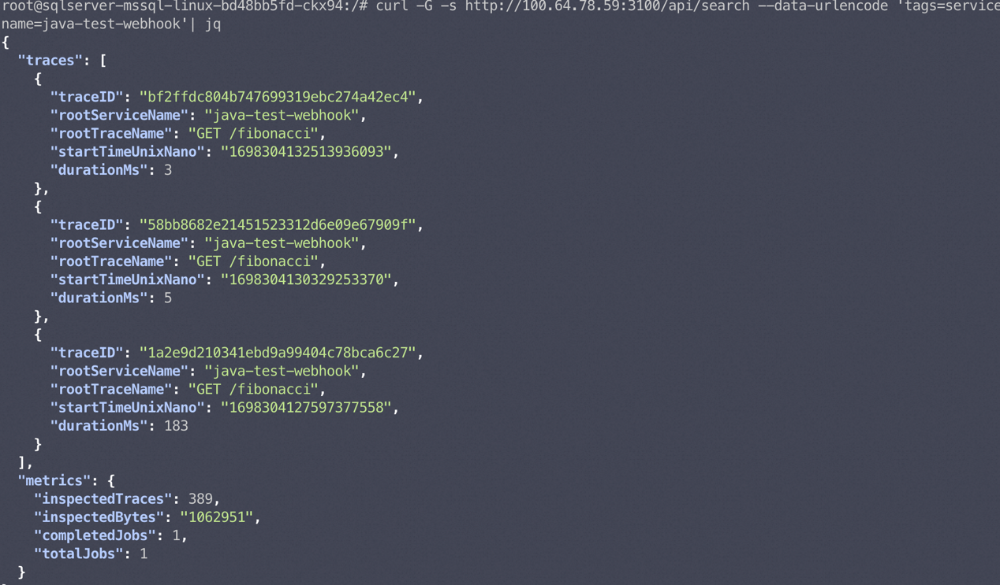 root@sqlserver-mssql-linux-bd48bb5fd-ckx94:/# curl -G -s http://100.64.78.59:3100/api/search --data-urlencode 'tags=service
name=java-test-webhook'| jq
{
  "traces": [
    {
      "traceID": "bf2ffdc804b747699319ebc274a42ec4",
      "rootServiceName": "java-test-webhook",
      "rootTraceName": "GET /fibonacci",
      "startTimeUnixNano": "1698304132513936093",
      "durationMs": 3
    },
    {
      "traceID": "58bb8682e21451523312d6e09e67909f",
      "rootServiceName": "java-test-webhook",
      "rootTraceName": "GET /fibonacci",
      "startTimeUnixNano": "1698304130329253370",
      "durationMs": 5
    },
    {
      "traceID": "1a2e9d210341ebd9a99404c78bca6c27",
      "rootServiceName": "java-test-webhook",
      "rootTraceName": "GET /fibonacci",
      "startTimeUnixNano": "1698304127597377558",
      "durationMs": 183
    }
  ],
  "metrics": {
    "inspectedTraces": 389,
    "inspectedBytes": "1062951",
    "completedJobs": 1,
    "totalJobs": 1
  }